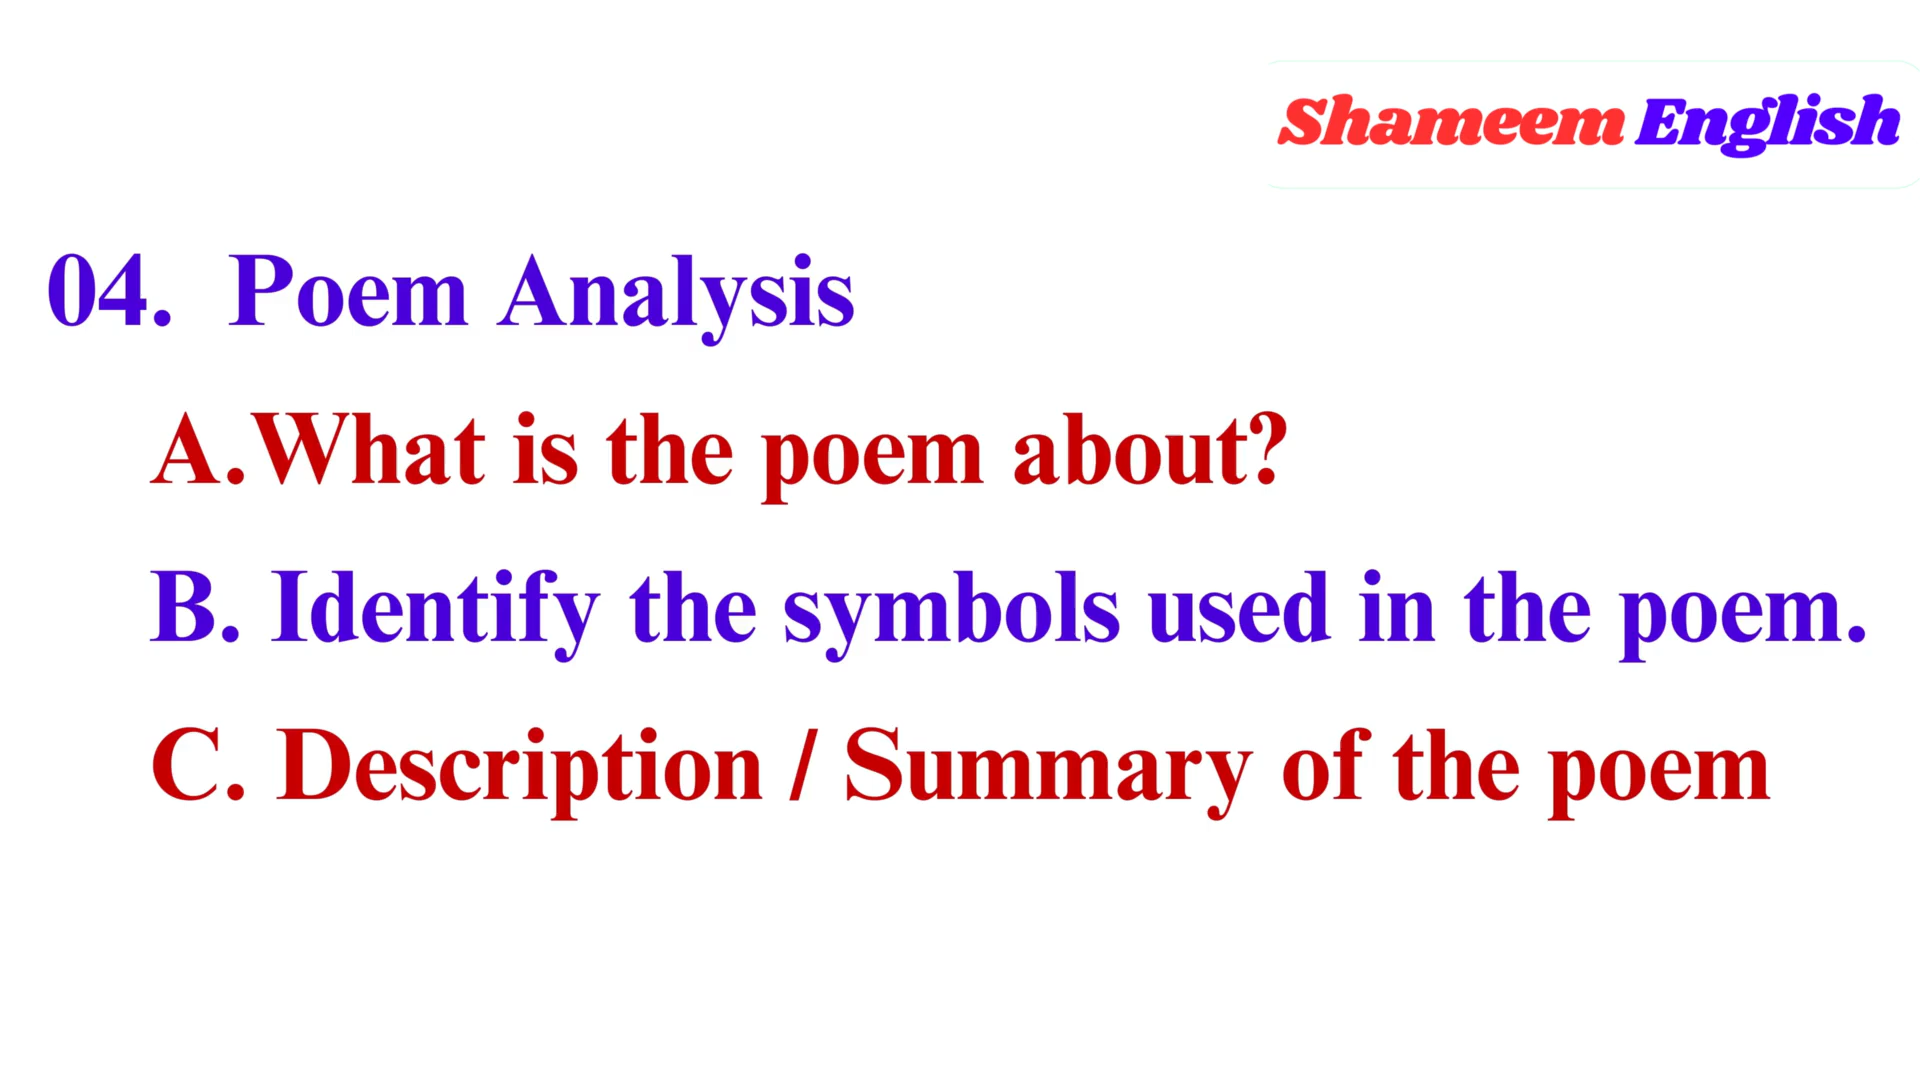 Shameem English
04. Poem Analysis
A.What is the poem about?
B. Identify the symbols used in the poem.
C. Description / Summary of the poem